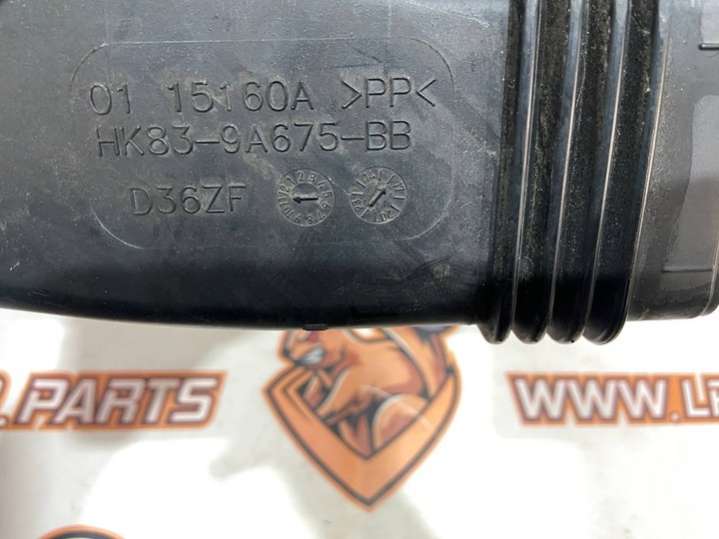 01 15160A >PP<
HK83-9A675-BB
D36ZF
.PARTS
WWW.L